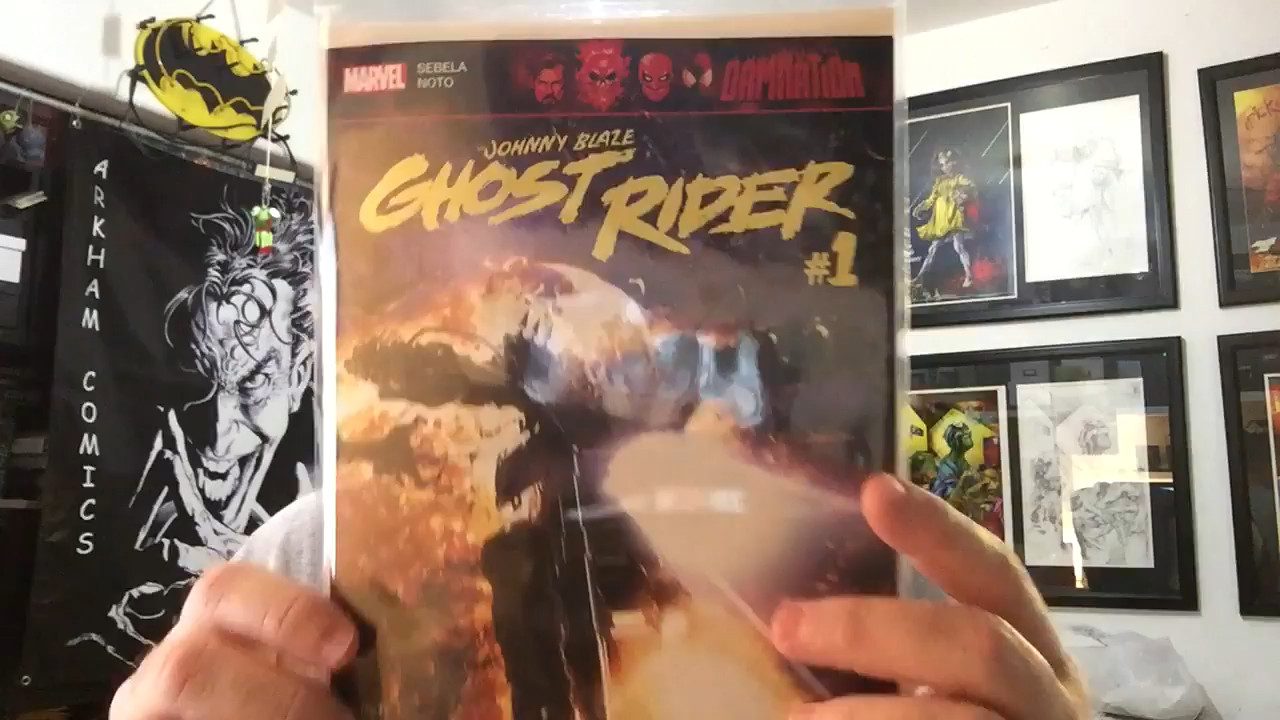 MARVEL
SEBELA
NOTO
DAMNATION
JOHNNY BLAZE
GHOST RIDER
#1
ARKHAM COMICS